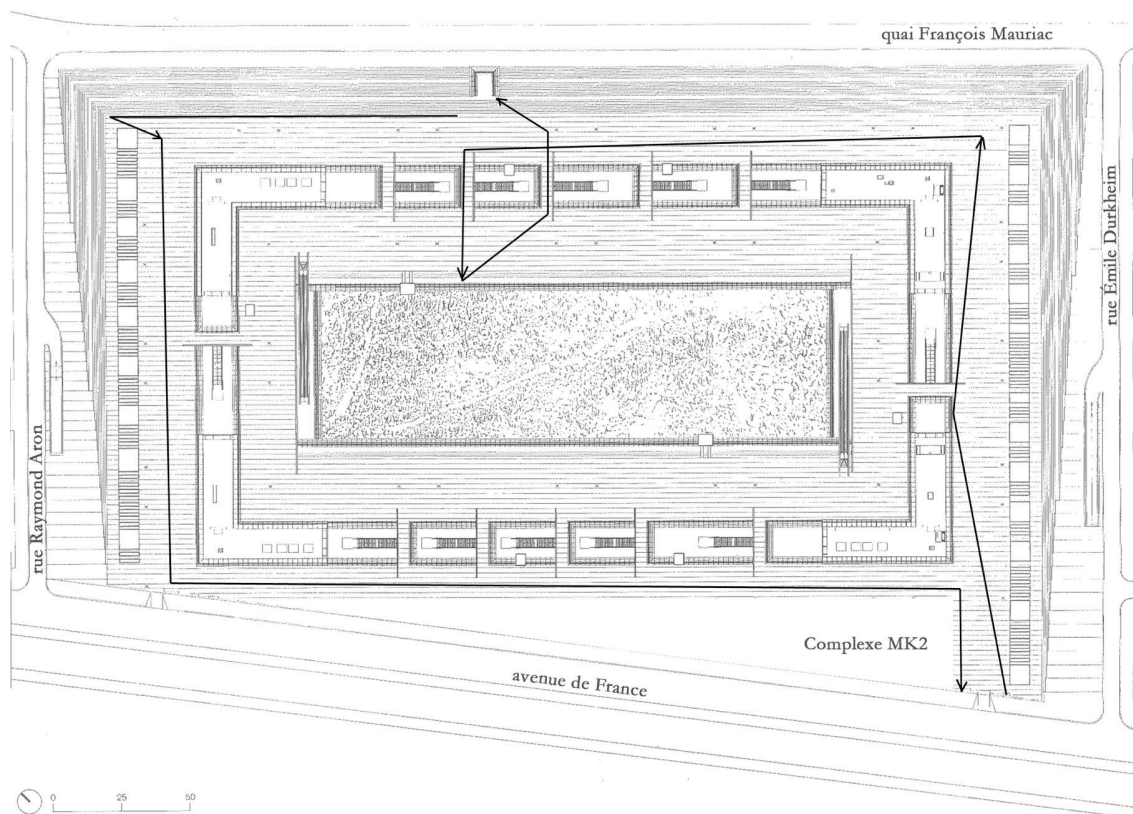 quai François Mauriac
rue Émile Durkheim
rue Raymond Aron
Complexe MK2
avenue de France
0 25 50